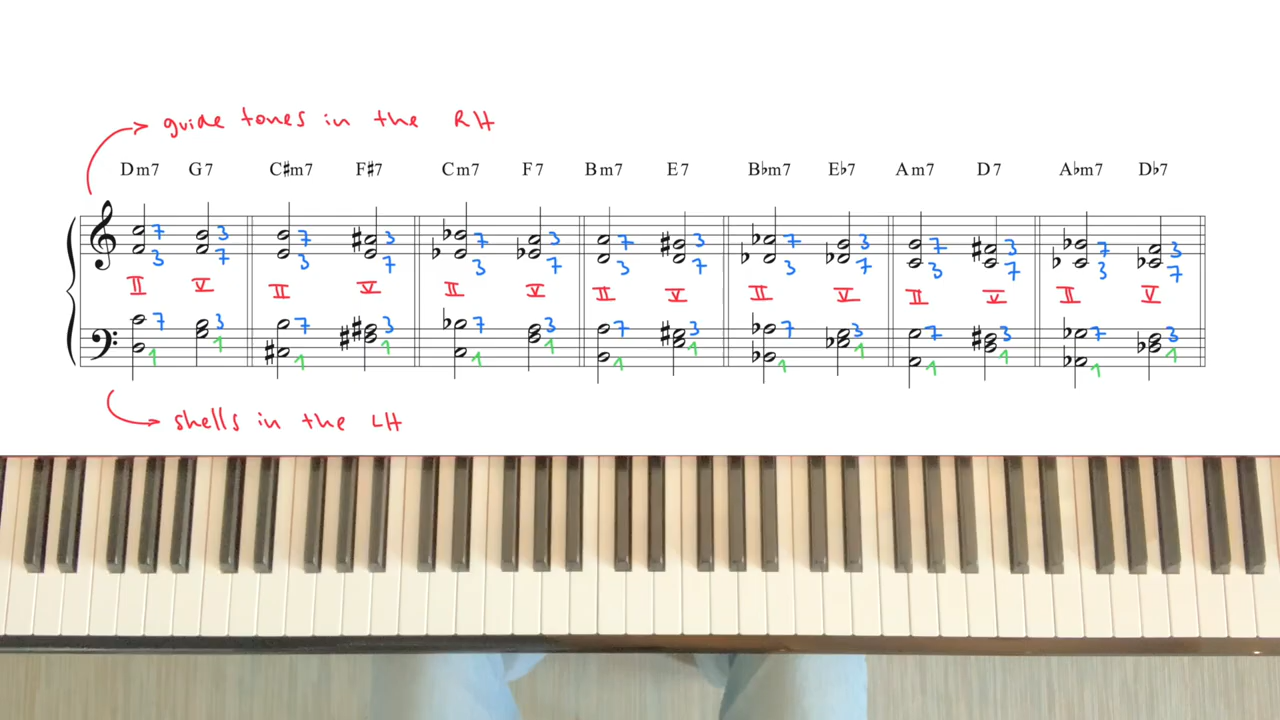 guide tones in the RH
Dm7 G7 C#m7 F#7 Cm7 F7 Bm7 E7 B♭m7 E♭7 Am7 D7 A♭m7 D♭7
7 3 7 3 7 3 7 3 7 3 7 3 7 3
3 7 3 7 3 7 3 7 3 7 3 7 3 7
II V II V II V II V II V II V II V
7 3 7 3 7 3 7 3 7 3 7 3 7 3
1 1 1 1 1 1 1 1 1 1 1 1 1 1
shells in the LH